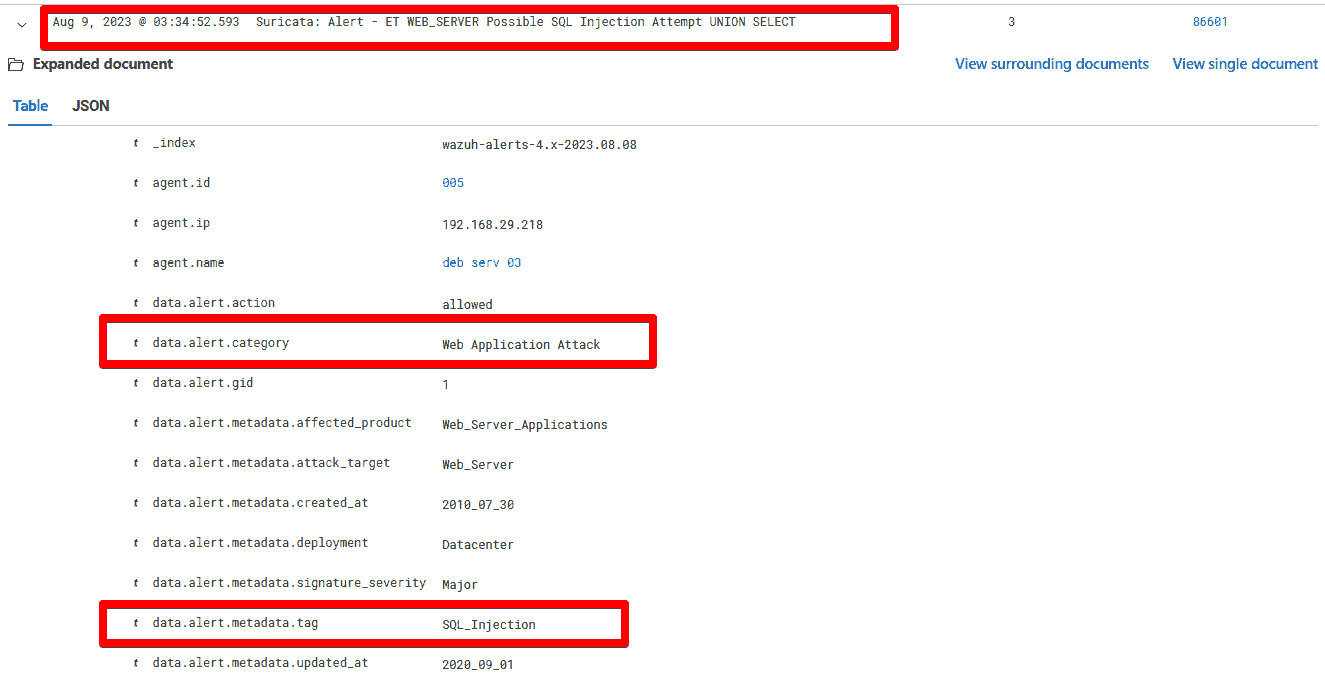 Aug 9, 2023 @ 03:34:52.593 Suricata: Alert - ET WEB_SERVER Possible SQL Injection Attempt UNION SELECT 3 86601
Expanded document View surrounding documents View single document
Table JSON
t _index wazuh-alerts-4.x-2023.08.08
t agent.id 005
t agent.ip 192.168.29.218
t agent.name deb serv 03
t data.alert.action allowed
t data.alert.category Web Application Attack
t data.alert.gid 1
t data.alert.metadata.affected_product Web_Server_Applications
t data.alert.metadata.attack_target Web_Server
t data.alert.metadata.created_at 2010_07_30
t data.alert.metadata.deployment Datacenter
t data.alert.metadata.signature_severity Major
t data.alert.metadata.tag SQL_Injection
t data.alert.metadata.updated_at 2020_09_01